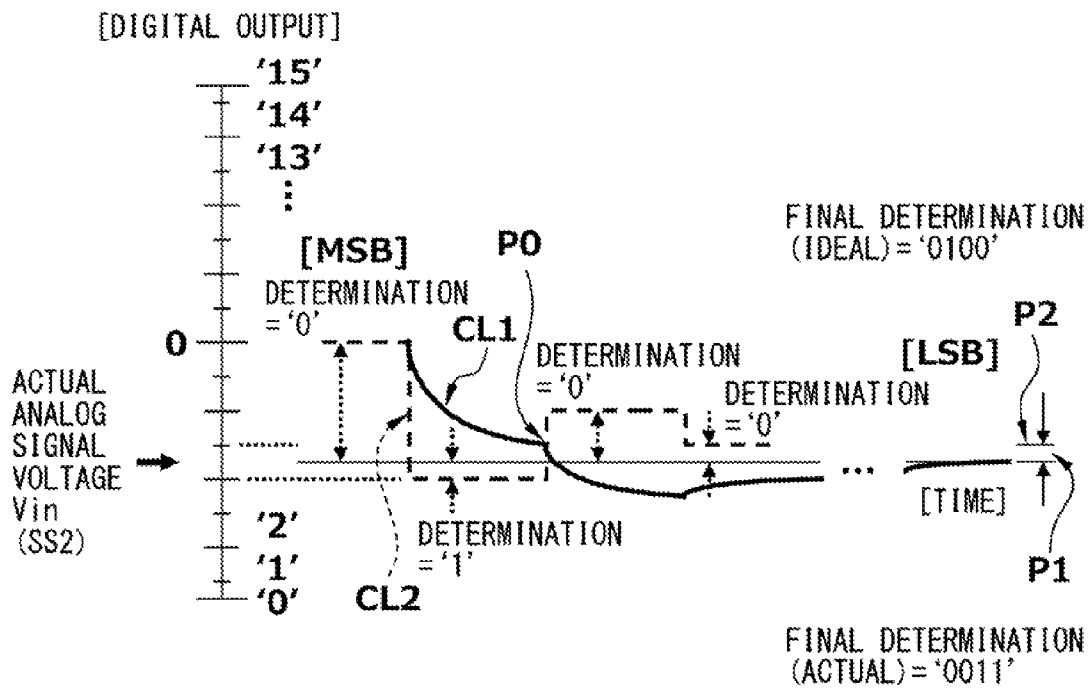 [DIGITAL OUTPUT]
‘15’
‘14’
‘13’
FINAL DETERMINATION
(IDEAL)=‘0100’
[MSB]
P0
DETERMINATION
=‘0’
CL1
P2
0
DETERMINATION
=‘0’
[LSB]
DETERMINATION
=‘0’
ACTUAL
ANALOG
SIGNAL
VOLTAGE
Vin
(SS2)
...
[TIME]
‘2’
‘1’
‘0’
DETERMINATION
=‘1’
CL2
P1
FINAL DETERMINATION
(ACTUAL)=‘0011’